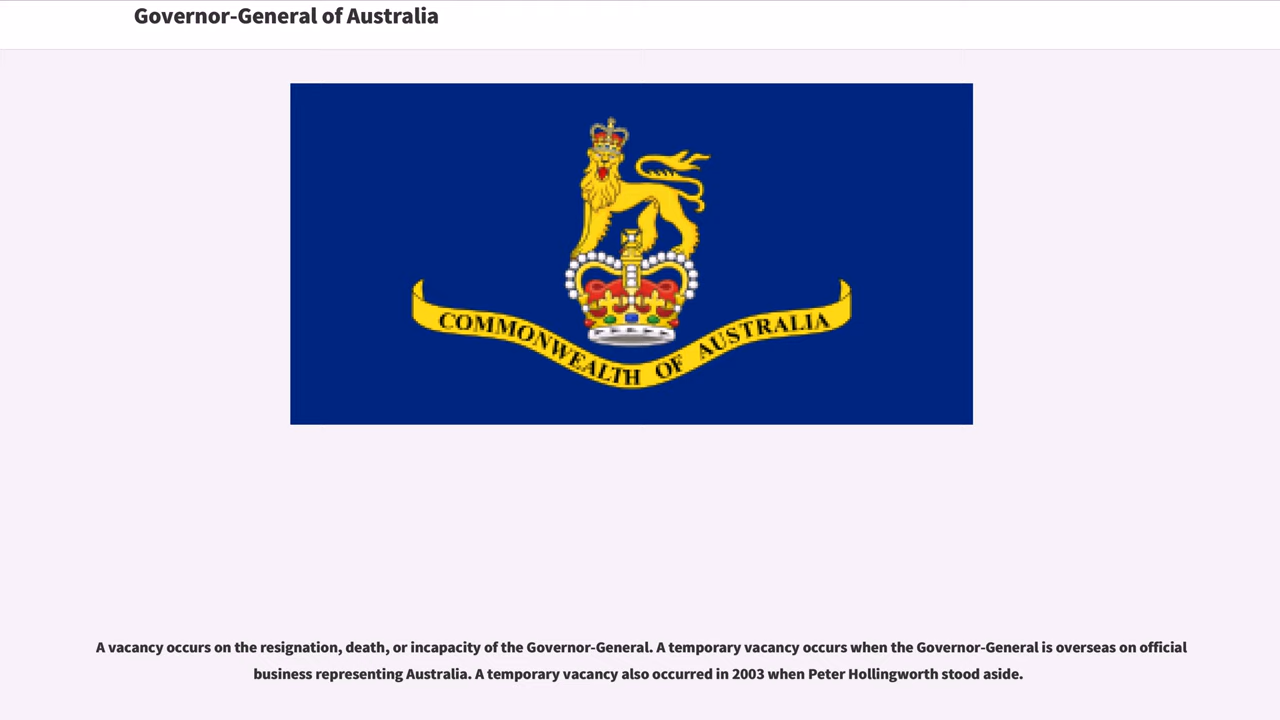 Governor-General of Australia
COMMONWEALTH OF AUSTRALIA
A vacancy occurs on the resignation, death, or incapacity of the Governor-General. A temporary vacancy occurs when the Governor-General is overseas on official
business representing Australia. A temporary vacancy also occurred in 2003 when Peter Hollingworth stood aside.